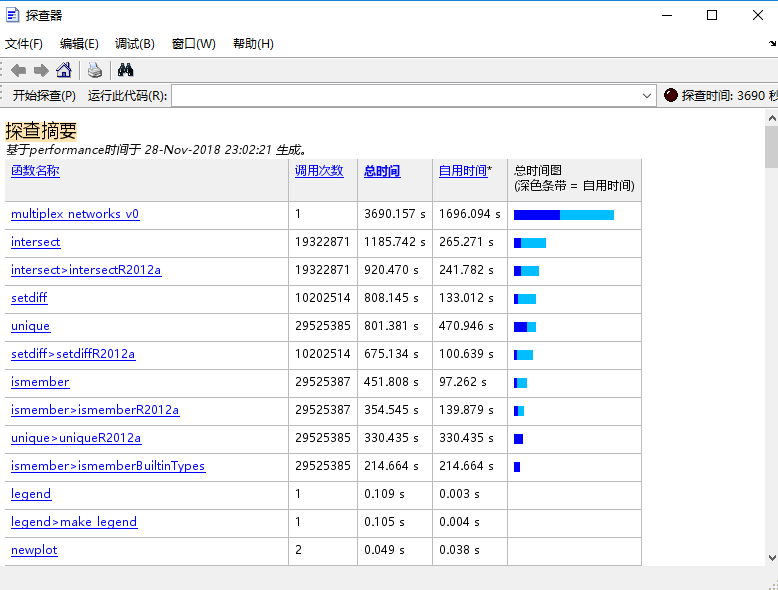 探查器
文件(F) 编辑(E) 调试(B) 窗口(W) 帮助(H)
开始探查(P) 运行此代码(R): 探查时间: 3690 秒
探查摘要
基于performance时间于 28-Nov-2018 23:02:21 生成。
函数名称 调用次数 总时间 自用时间* 总时间图
(深色条带 = 自用时间)
multiplex_networks_v0 1 3690.157 s 1696.094 s
intersect 19322871 1185.742 s 265.271 s
intersect>intersectR2012a 19322871 920.470 s 241.782 s
setdiff 10202514 808.145 s 133.012 s
unique 29525385 801.381 s 470.946 s
setdiff>setdiffR2012a 10202514 675.134 s 100.639 s
ismember 29525387 451.808 s 97.262 s
ismember>ismemberR2012a 29525387 354.545 s 139.879 s
unique>uniqueR2012a 29525385 330.435 s 330.435 s
ismember>ismemberBuiltinTypes 29525385 214.664 s 214.664 s
legend 1 0.109 s 0.003 s
legend>make_legend 1 0.105 s 0.004 s
newplot 2 0.049 s 0.038 s